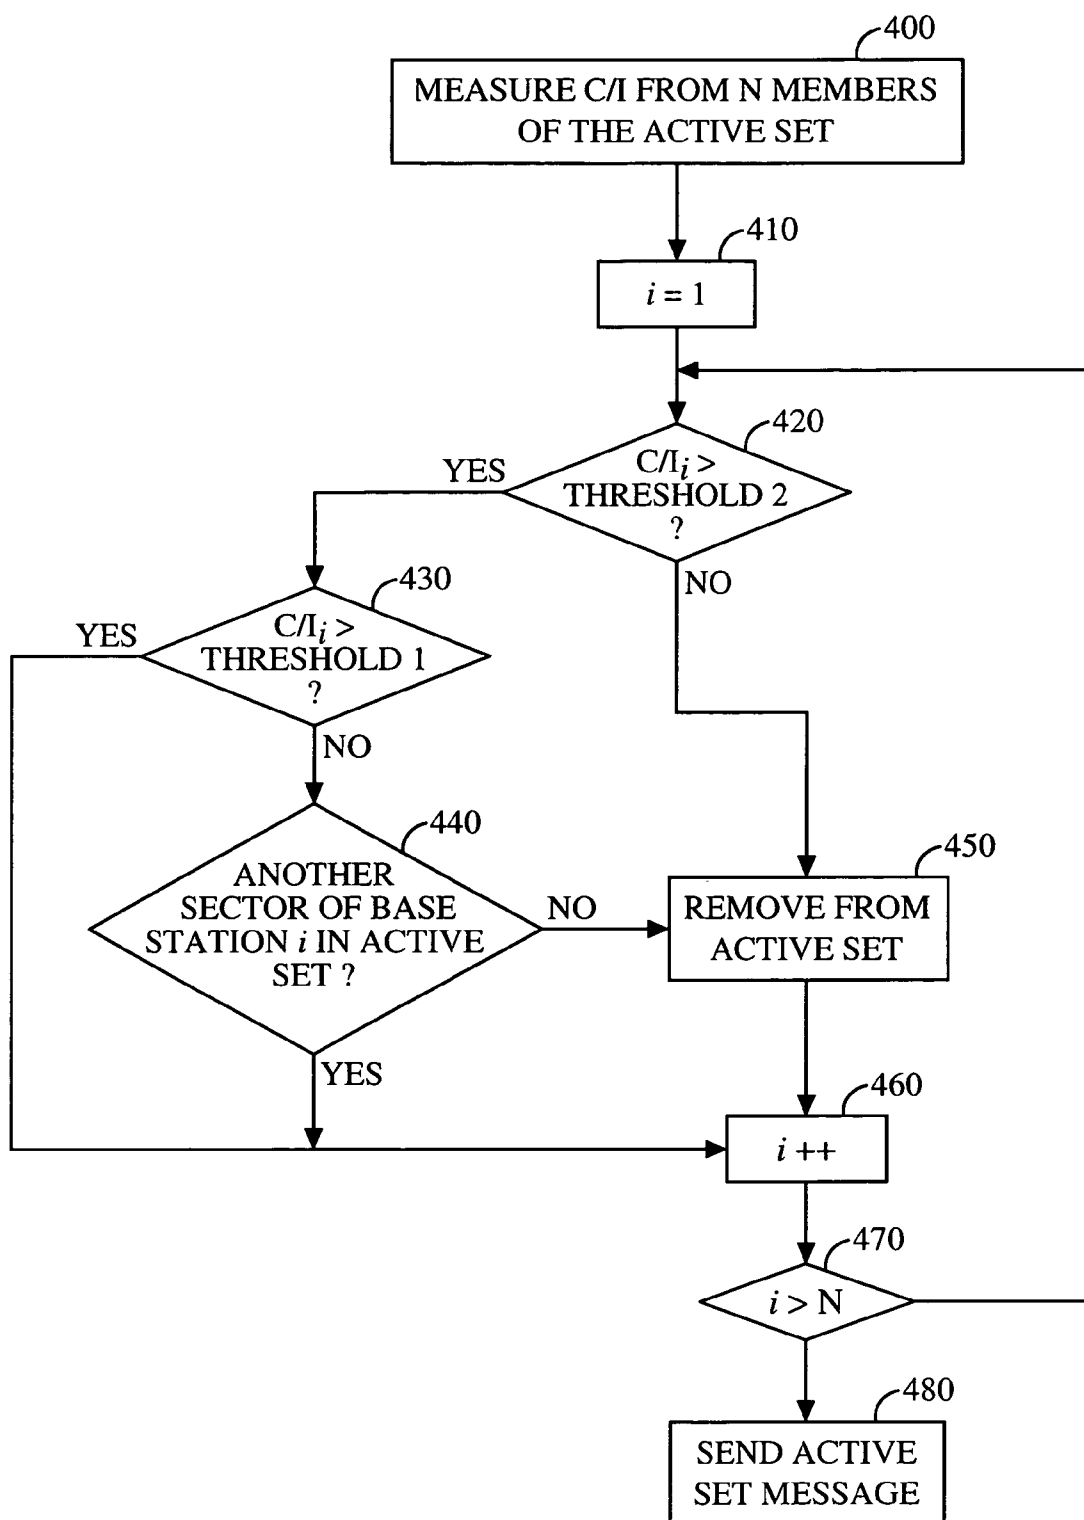 400
MEASURE C/I FROM N MEMBERS
OF THE ACTIVE SET
410
i = 1
420
C/Ii >
THRESHOLD 2
?
YES
NO
430
C/Ii >
THRESHOLD 1
?
YES
NO
440
ANOTHER
SECTOR OF BASE
STATION i IN ACTIVE
SET ?
NO
YES
450
REMOVE FROM
ACTIVE SET
460
i ++
470
i > N
480
SEND ACTIVE
SET MESSAGE